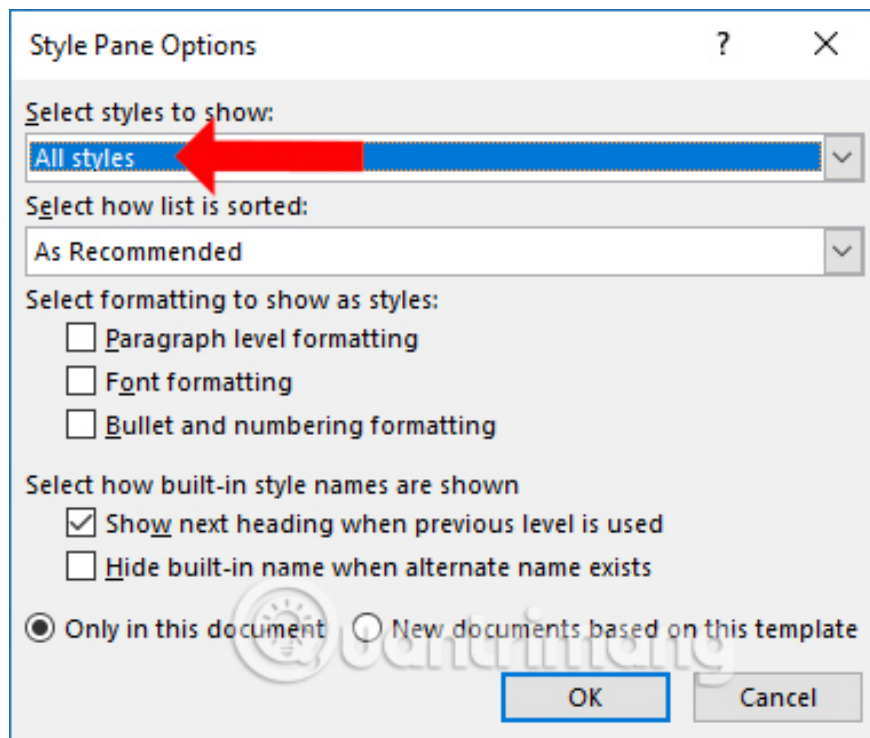 Style Pane Options ?
Select styles to show:
All styles
Select how list is sorted:
As Recommended
Select formatting to show as styles:
Paragraph level formatting
Font formatting
Bullet and numbering formatting
Select how built-in style names are shown
Show next heading when previous level is used
Hide built-in name when alternate name exists
Only in this document New documents based on this template
Quantrimang
OK Cancel